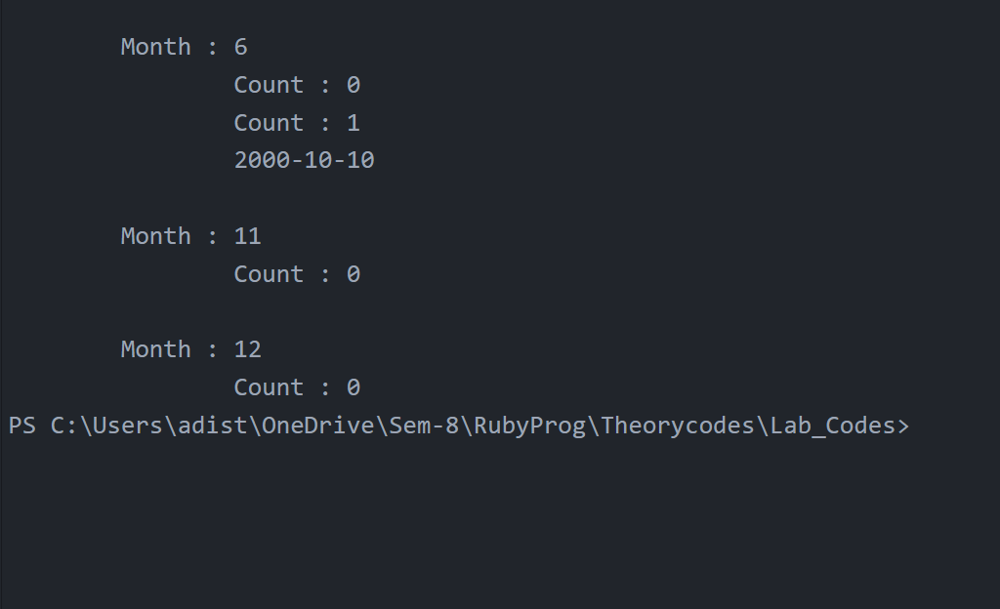 Month : 6
Count : 0
Count : 1
2000-10-10
Month : 11
Count : 0
Month : 12
Count : 0
PS C:\Users\adist\OneDrive\Sem-8\RubyProg\Theorycodes\Lab_Codes>